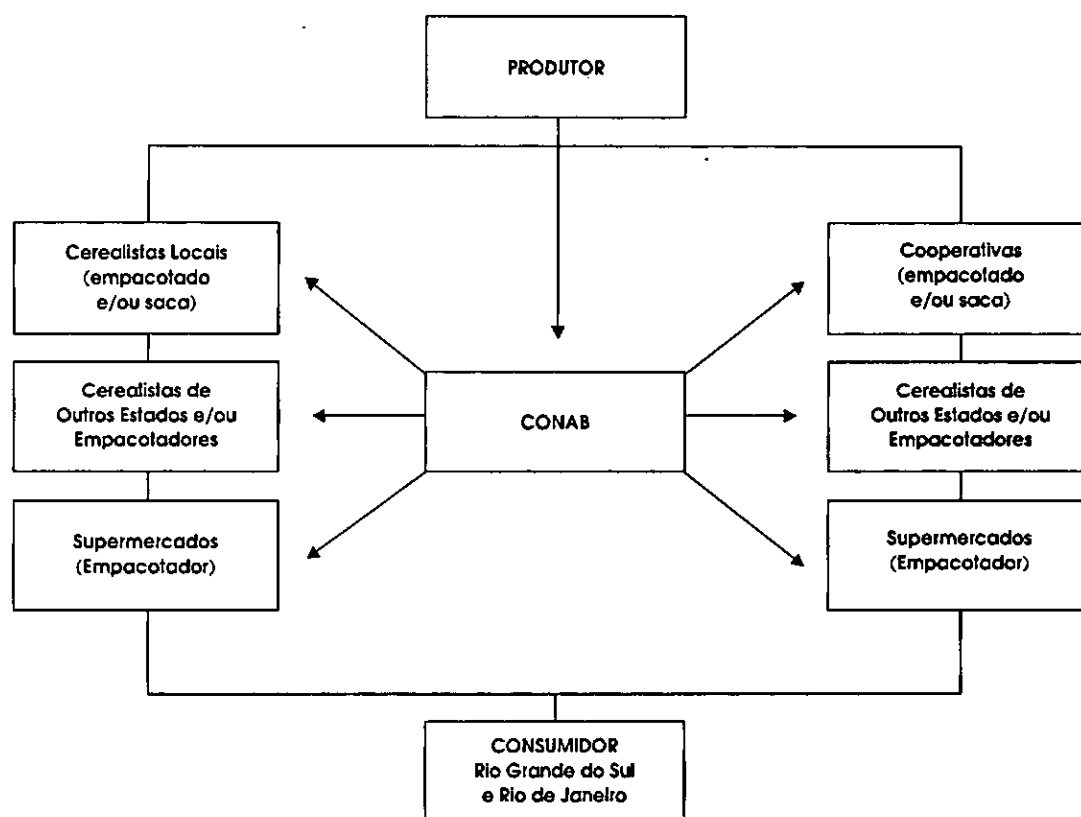 PRODUTOR
Cerealistas Locais
(empacotado
e/ou saca)
Cooperativas
(empacotado
e/ou saca)
Cerealistas de
Outros Estados e/ou
Empacotadores
CONAB
Cerealistas de
Outros Estados e/ou
Empacotadores
Supermercados
(Empacotador)
Supermercados
(Empacotador)
CONSUMIDOR
Rio Grande do Sul
e Rio de Janeiro